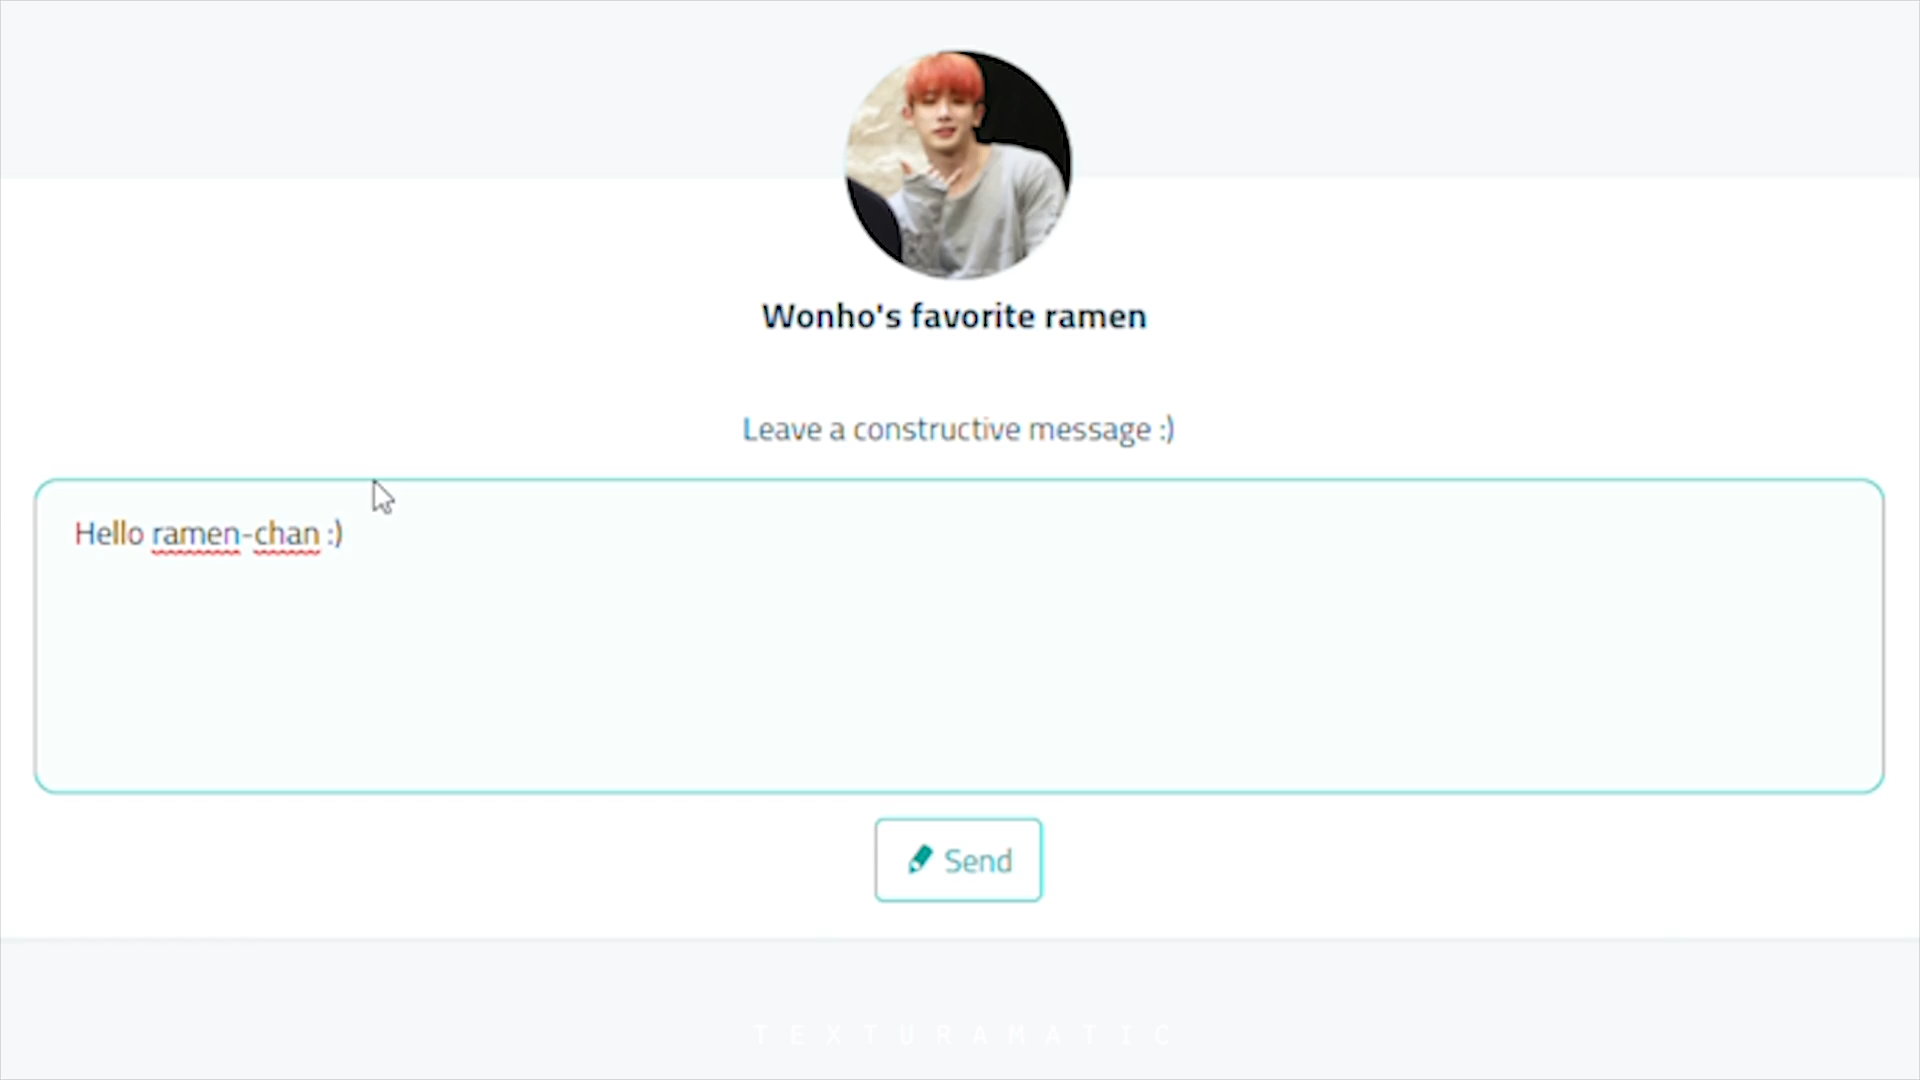 Wonho's favorite ramen
Leave a constructive message :)
Hello ramen-chan :)
Send
TEXTURAMATIC